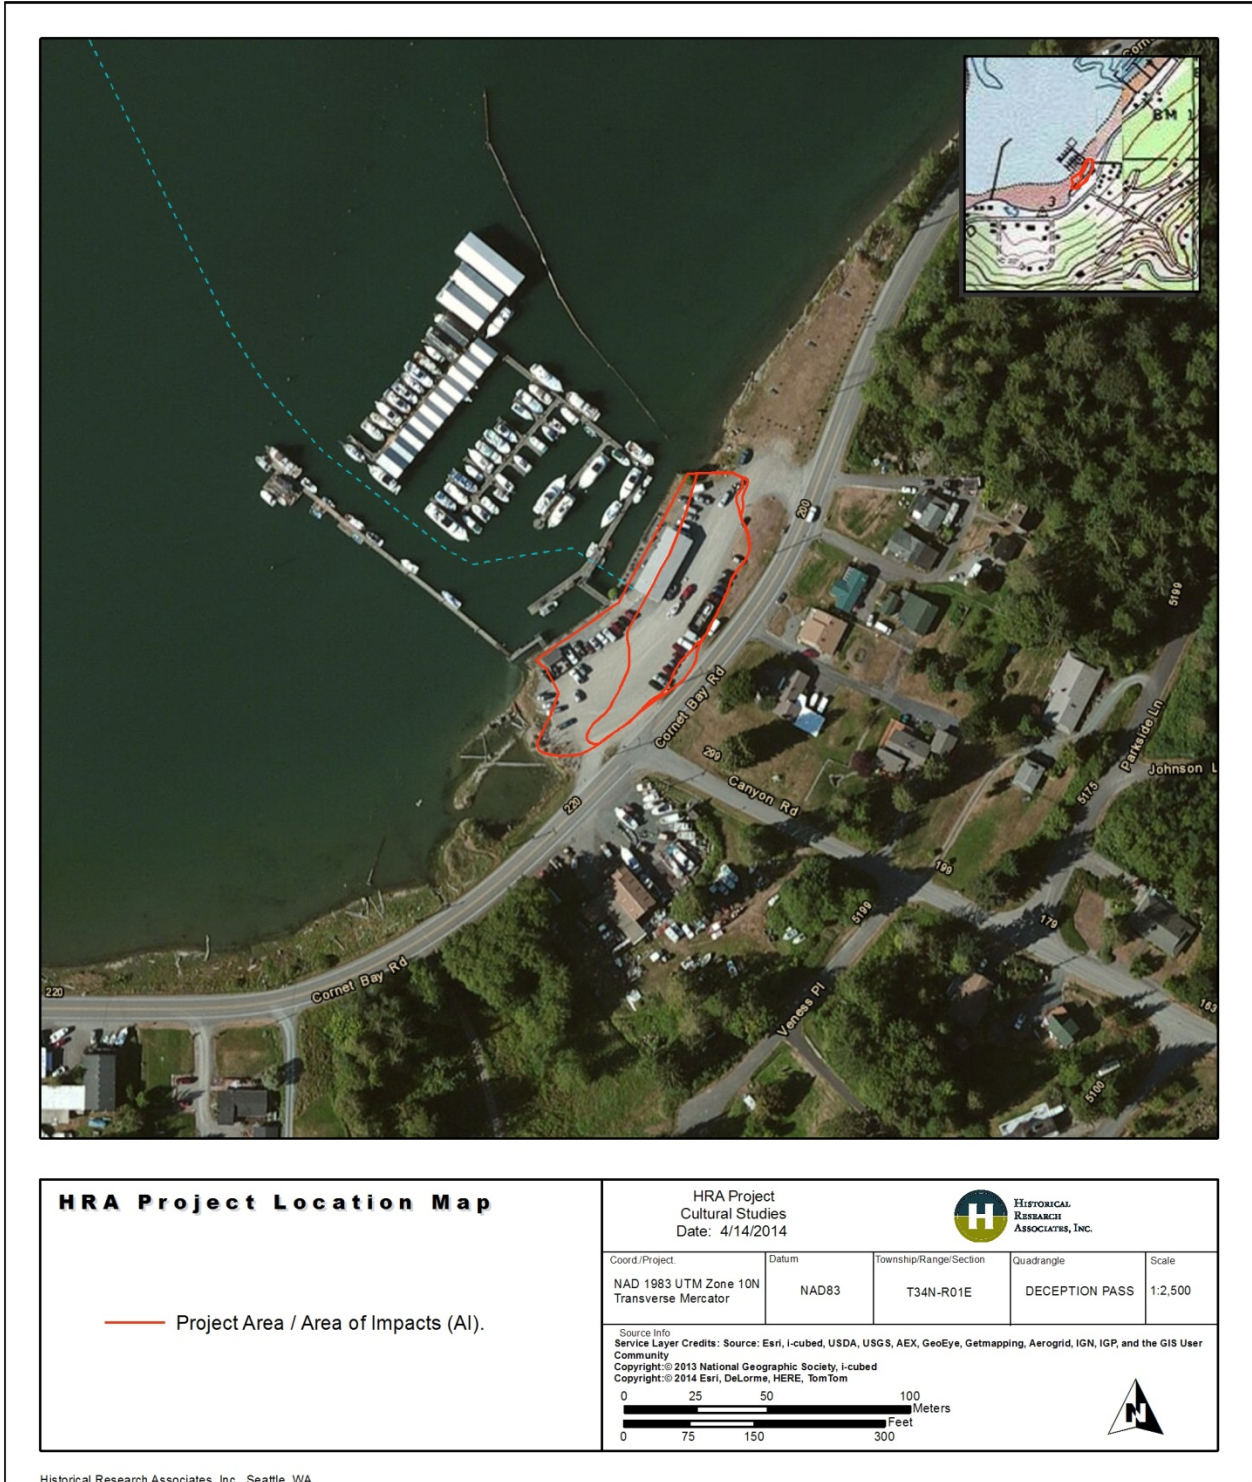 Corn
BM 1
3
200
5199
Cornet Bay Rd
Parkside Ln
299
Canyon Rd
Johnson L
5175
220
199
5199
179
Cornet Bay Rd
220
163
Veness Pl
5100
HRA Project Location Map
Project Area / Area of Impacts (AI).
HRA Project
Cultural Studies
Date: 4/14/2014
H
HISTORICAL
RESEARCH
ASSOCIATES, INC.
Coord./Project.
NAD 1983 UTM Zone 10N
Transverse Mercator
Datum
NAD83
Township/Range/Section
T34N-R01E
Quadrangle
DECEPTION PASS
Scale
1:2,500
Source Info
Service Layer Credits: Source: Esri, i-cubed, USDA, USGS, AEX, GeoEye, Getmapping, Aerogrid, IGN, IGP, and the GIS User
Community
Copyright:© 2013 National Geographic Society, i-cubed
Copyright:© 2014 Esri, DeLorme, HERE, TomTom
0 25 50 100
Meters
Feet
0 75 150 300
N
Historical Research Associates, Inc., Seattle, WA